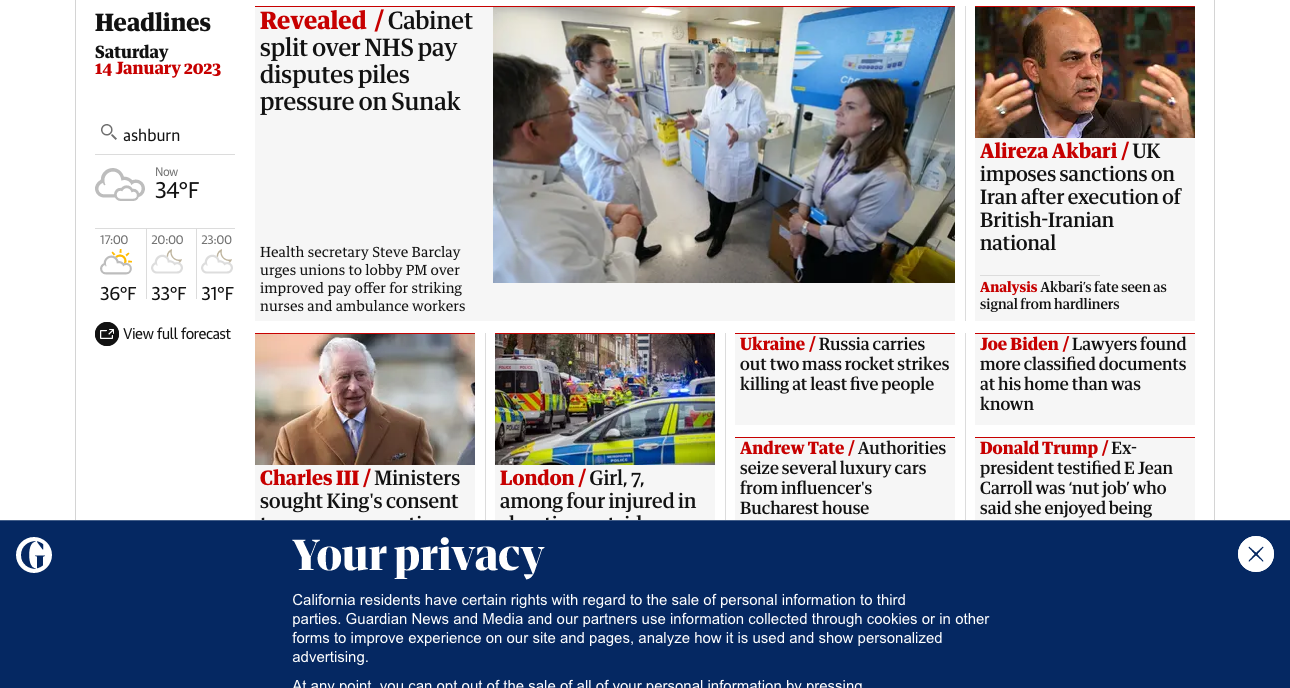 Headlines
Saturday
14 January 2023
ashburn
Now
34°F
17:00
20:00
23:00
36°F
33°F
31°F
View full forecast
Revealed / Cabinet
split over NHS pay
disputes piles
pressure on Sunak
Health secretary Steve Barclay
urges unions to lobby PM over
improved pay offer for striking
nurses and ambulance workers
Alireza Akbari / UK
imposes sanctions on
Iran after execution of
British-Iranian
national
Analysis Akbari's fate seen as
signal from hardliners
Charles III / Ministers
sought King's consent
London / Girl, 7,
among four injured in
Ukraine / Russia carries
out two mass rocket strikes
killing at least five people
Andrew Tate / Authorities
seize several luxury cars
from influencer's
Bucharest house
Joe Biden / Lawyers found
more classified documents
at his home than was
known
Donald Trump / Ex-
president testified E Jean
Carroll was ‘nut job’ who
said she enjoyed being
Your privacy
California residents have certain rights with regard to the sale of personal information to third
parties. Guardian News and Media and our partners use information collected through cookies or in other
forms to improve experience on our site and pages, analyze how it is used and show personalized
advertising.
At any point, you can opt out of the sale of all of your personal information by pressing